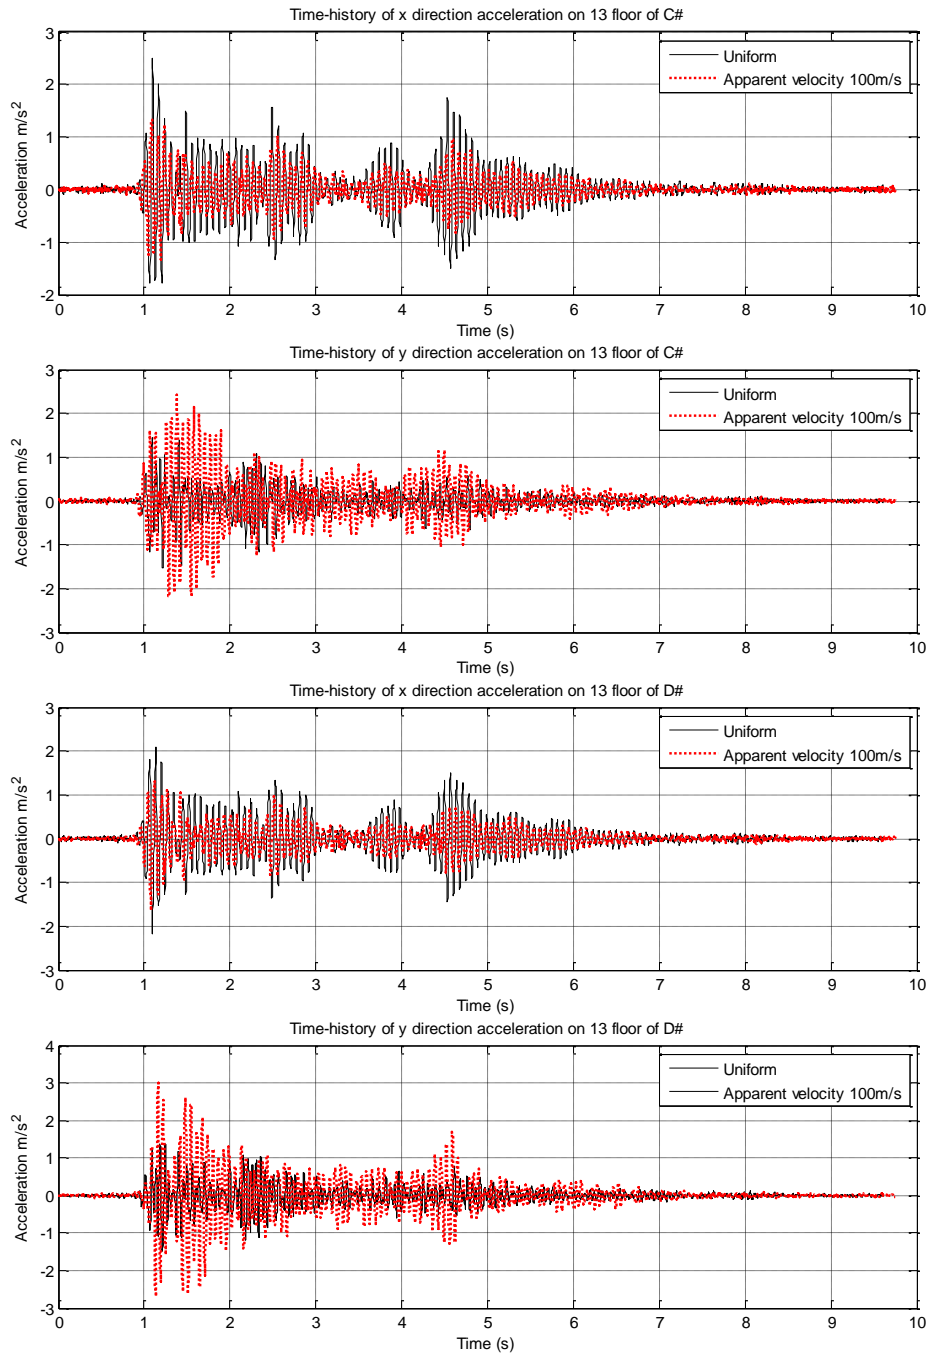 Time-history of x direction acceleration on 13 floor of C#
3
2
1
0
-1
-2
Acceleration m/s²
Uniform
Apparent velocity 100m/s
0 1 2 3 4 5 6 7 8 9 10
Time (s)
Time-history of y direction acceleration on 13 floor of C#
3
2
1
0
-1
-2
-3
Acceleration m/s²
Uniform
Apparent velocity 100m/s
0 1 2 3 4 5 6 7 8 9 10
Time (s)
Time-history of x direction acceleration on 13 floor of D#
3
2
1
0
-1
-2
-3
Acceleration m/s²
Uniform
Apparent velocity 100m/s
0 1 2 3 4 5 6 7 8 9 10
Time (s)
Time-history of y direction acceleration on 13 floor of D#
4
3
2
1
0
-1
-2
-3
Acceleration m/s²
Uniform
Apparent velocity 100m/s
0 1 2 3 4 5 6 7 8 9 10
Time (s)